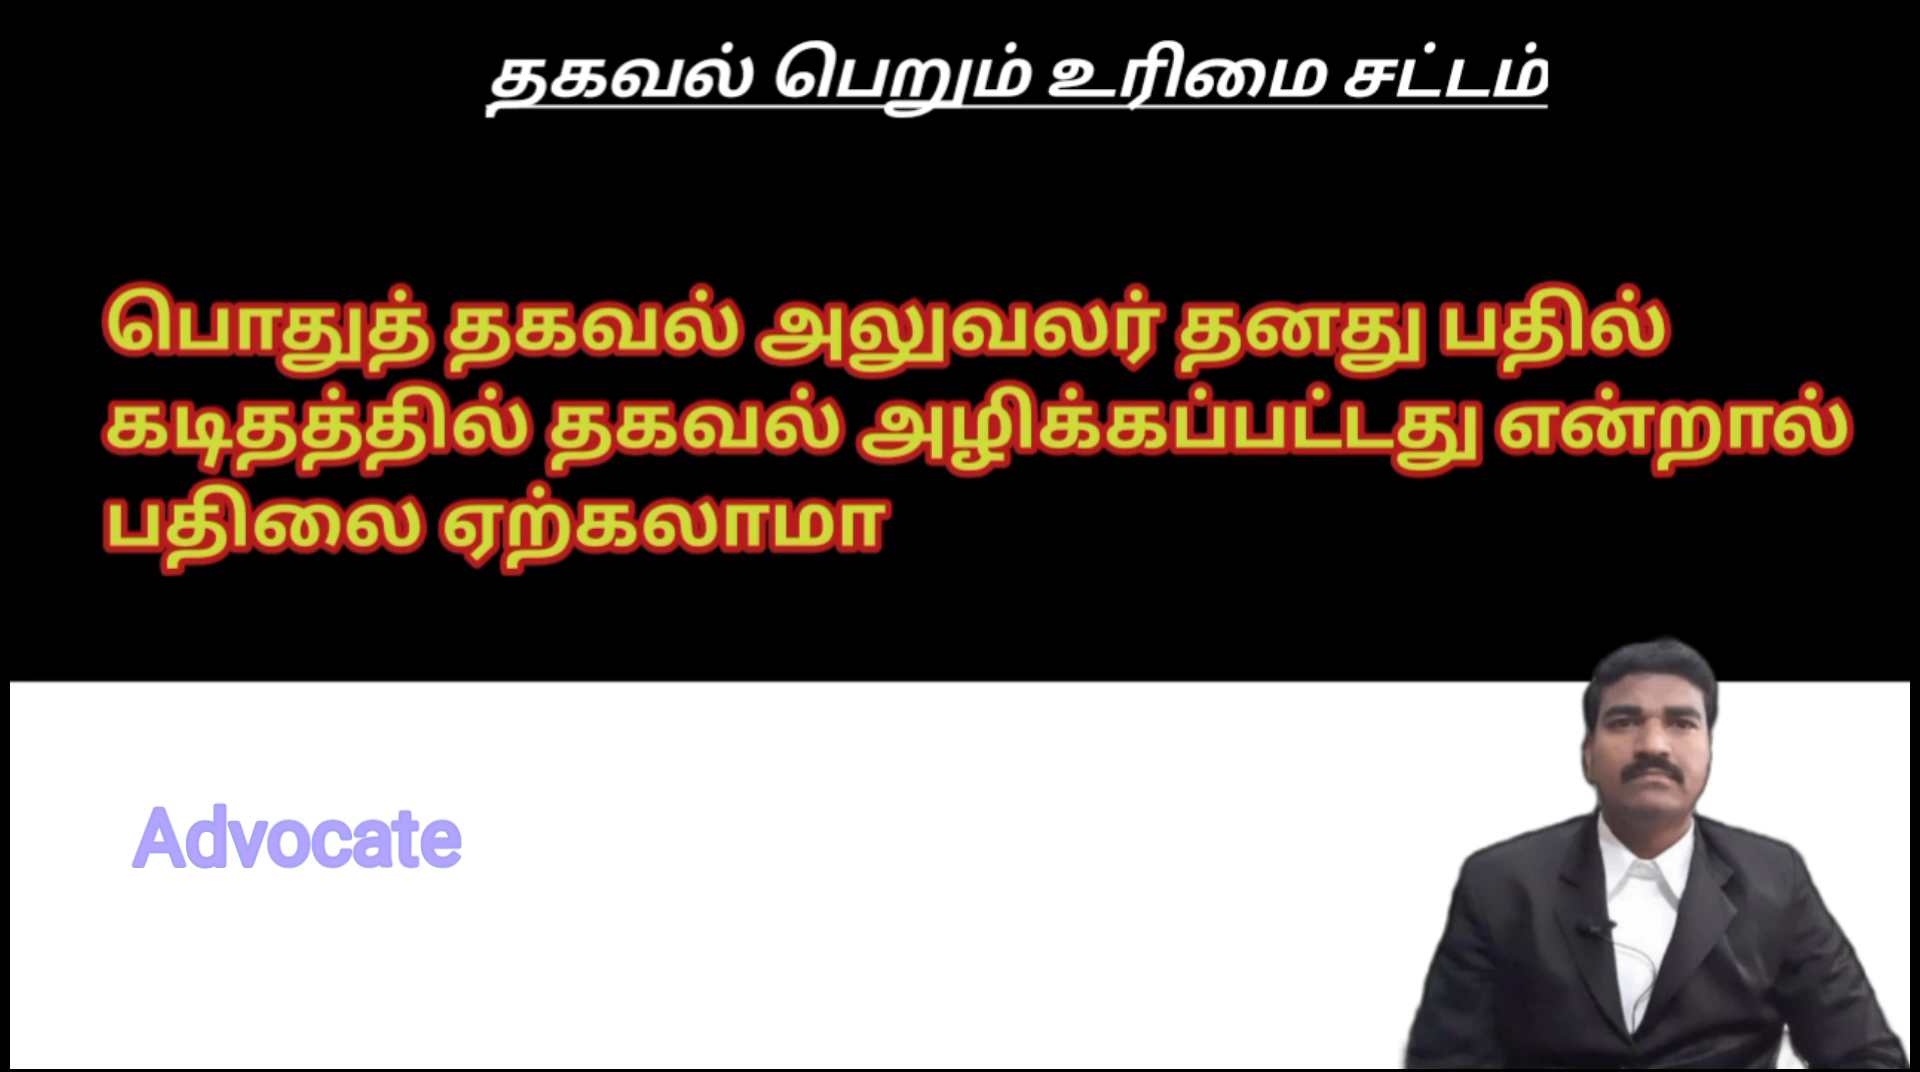 தகவல் பெறும் உரிமை சட்டம்
பொதுத் தகவல் அலுவலர் தனது பதில்
கடிதத்தில் தகவல் அழிக்கப்பட்டது என்றால்
பதிலை ஏற்கலாமா
Advocate